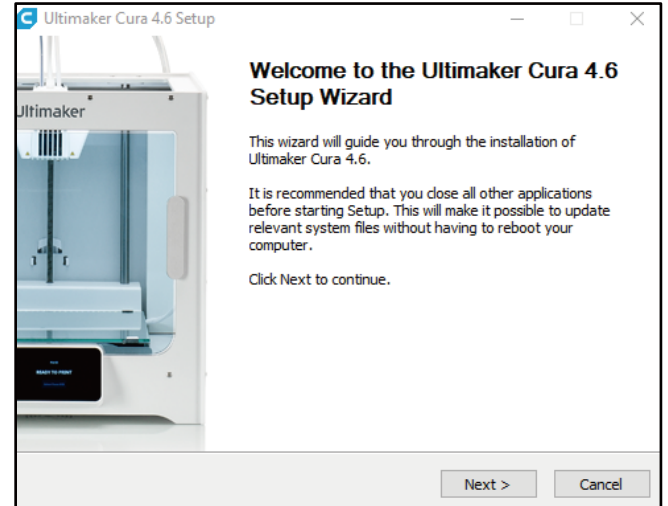 Ultimaker Cura 4.6 Setup
Ultimaker
Welcome to the Ultimaker Cura 4.6
Setup Wizard
This wizard will guide you through the installation of
Ultimaker Cura 4.6.
It is recommended that you close all other applications
before starting Setup. This will make it possible to update
relevant system files without having to reboot your
computer.
Click Next to continue.
READY TO PRINT
Next >
Cancel